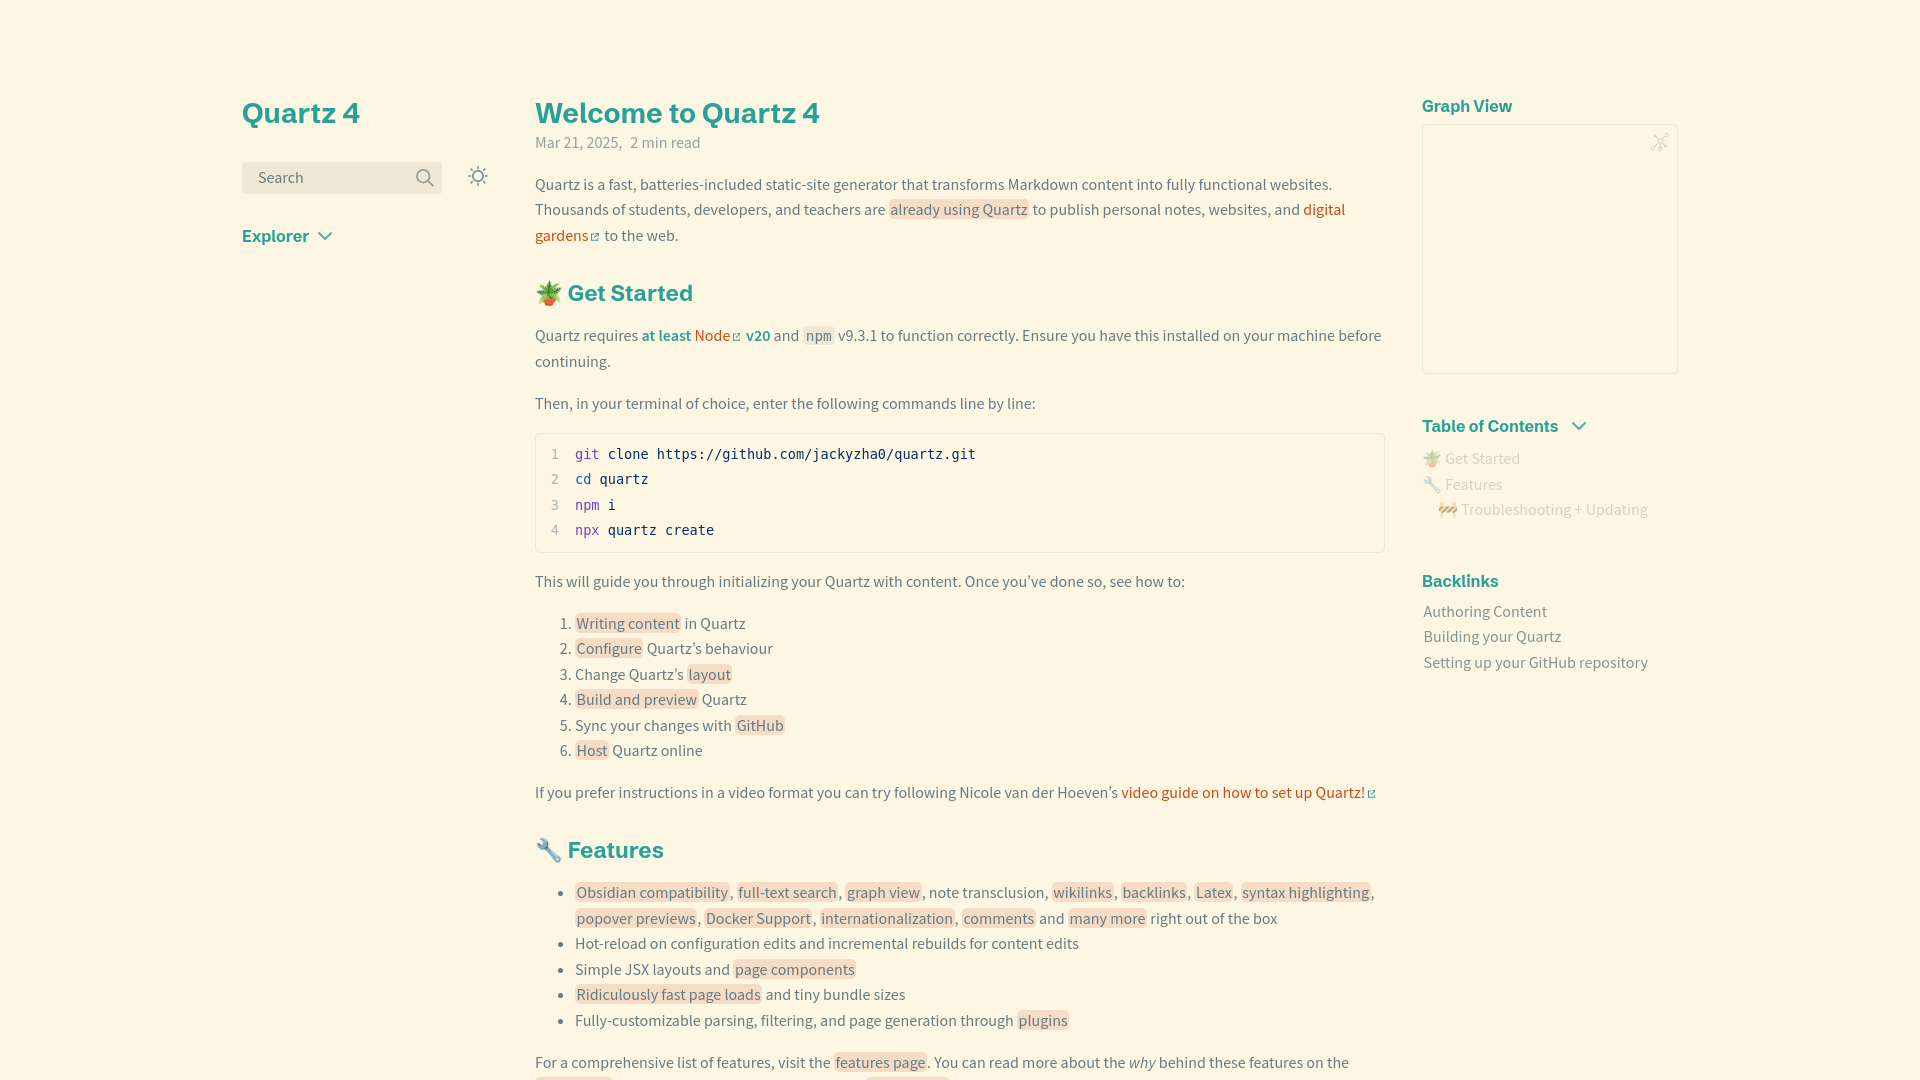 Quartz 4
Search
Explorer
Welcome to Quartz 4
Mar 21, 2025, 2 min read
Quartz is a fast, batteries-included static-site generator that transforms Markdown content into fully functional websites.
Thousands of students, developers, and teachers are already using Quartz to publish personal notes, websites, and digital
gardens to the web.
🪴 Get Started
Quartz requires at least Node v20 and npm v9.3.1 to function correctly. Ensure you have this installed on your machine before
continuing.
Then, in your terminal of choice, enter the following commands line by line:
1 git clone https://github.com/jackyzha0/quartz.git
2 cd quartz
3 npm i
4 npx quartz create
This will guide you through initializing your Quartz with content. Once you’ve done so, see how to:
1. Writing content in Quartz
2. Configure Quartz’s behaviour
3. Change Quartz’s layout
4. Build and preview Quartz
5. Sync your changes with GitHub
6. Host Quartz online
If you prefer instructions in a video format you can try following Nicole van der Hoeven’s video guide on how to set up Quartz!
🔧 Features
• Obsidian compatibility, full-text search, graph view, note transclusion, wikilinks, backlinks, Latex, syntax highlighting,
popover previews, Docker Support, internationalization, comments and many more right out of the box
• Hot-reload on configuration edits and incremental rebuilds for content edits
• Simple JSX layouts and page components
• Ridiculously fast page loads and tiny bundle sizes
• Fully-customizable parsing, filtering, and page generation through plugins
For a comprehensive list of features, visit the features page. You can read more about the why behind these features on the
Graph View
Table of Contents
🪴 Get Started
🔧 Features
🚧 Troubleshooting + Updating
Backlinks
Authoring Content
Building your Quartz
Setting up your GitHub repository